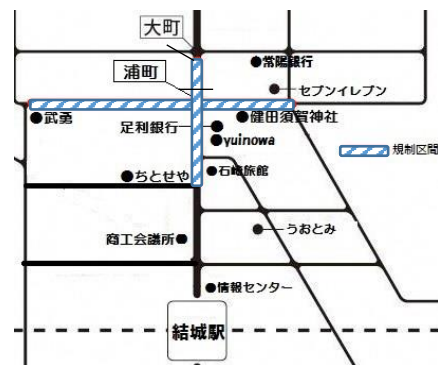 大町
常陽銀行
浦町
セブンイレブン
武勇
健田須賀神社
足利銀行
yuinowa
規制区間
ちとせや
石嶋旅館
うおとみ
商工会議所
情報センター
結城駅